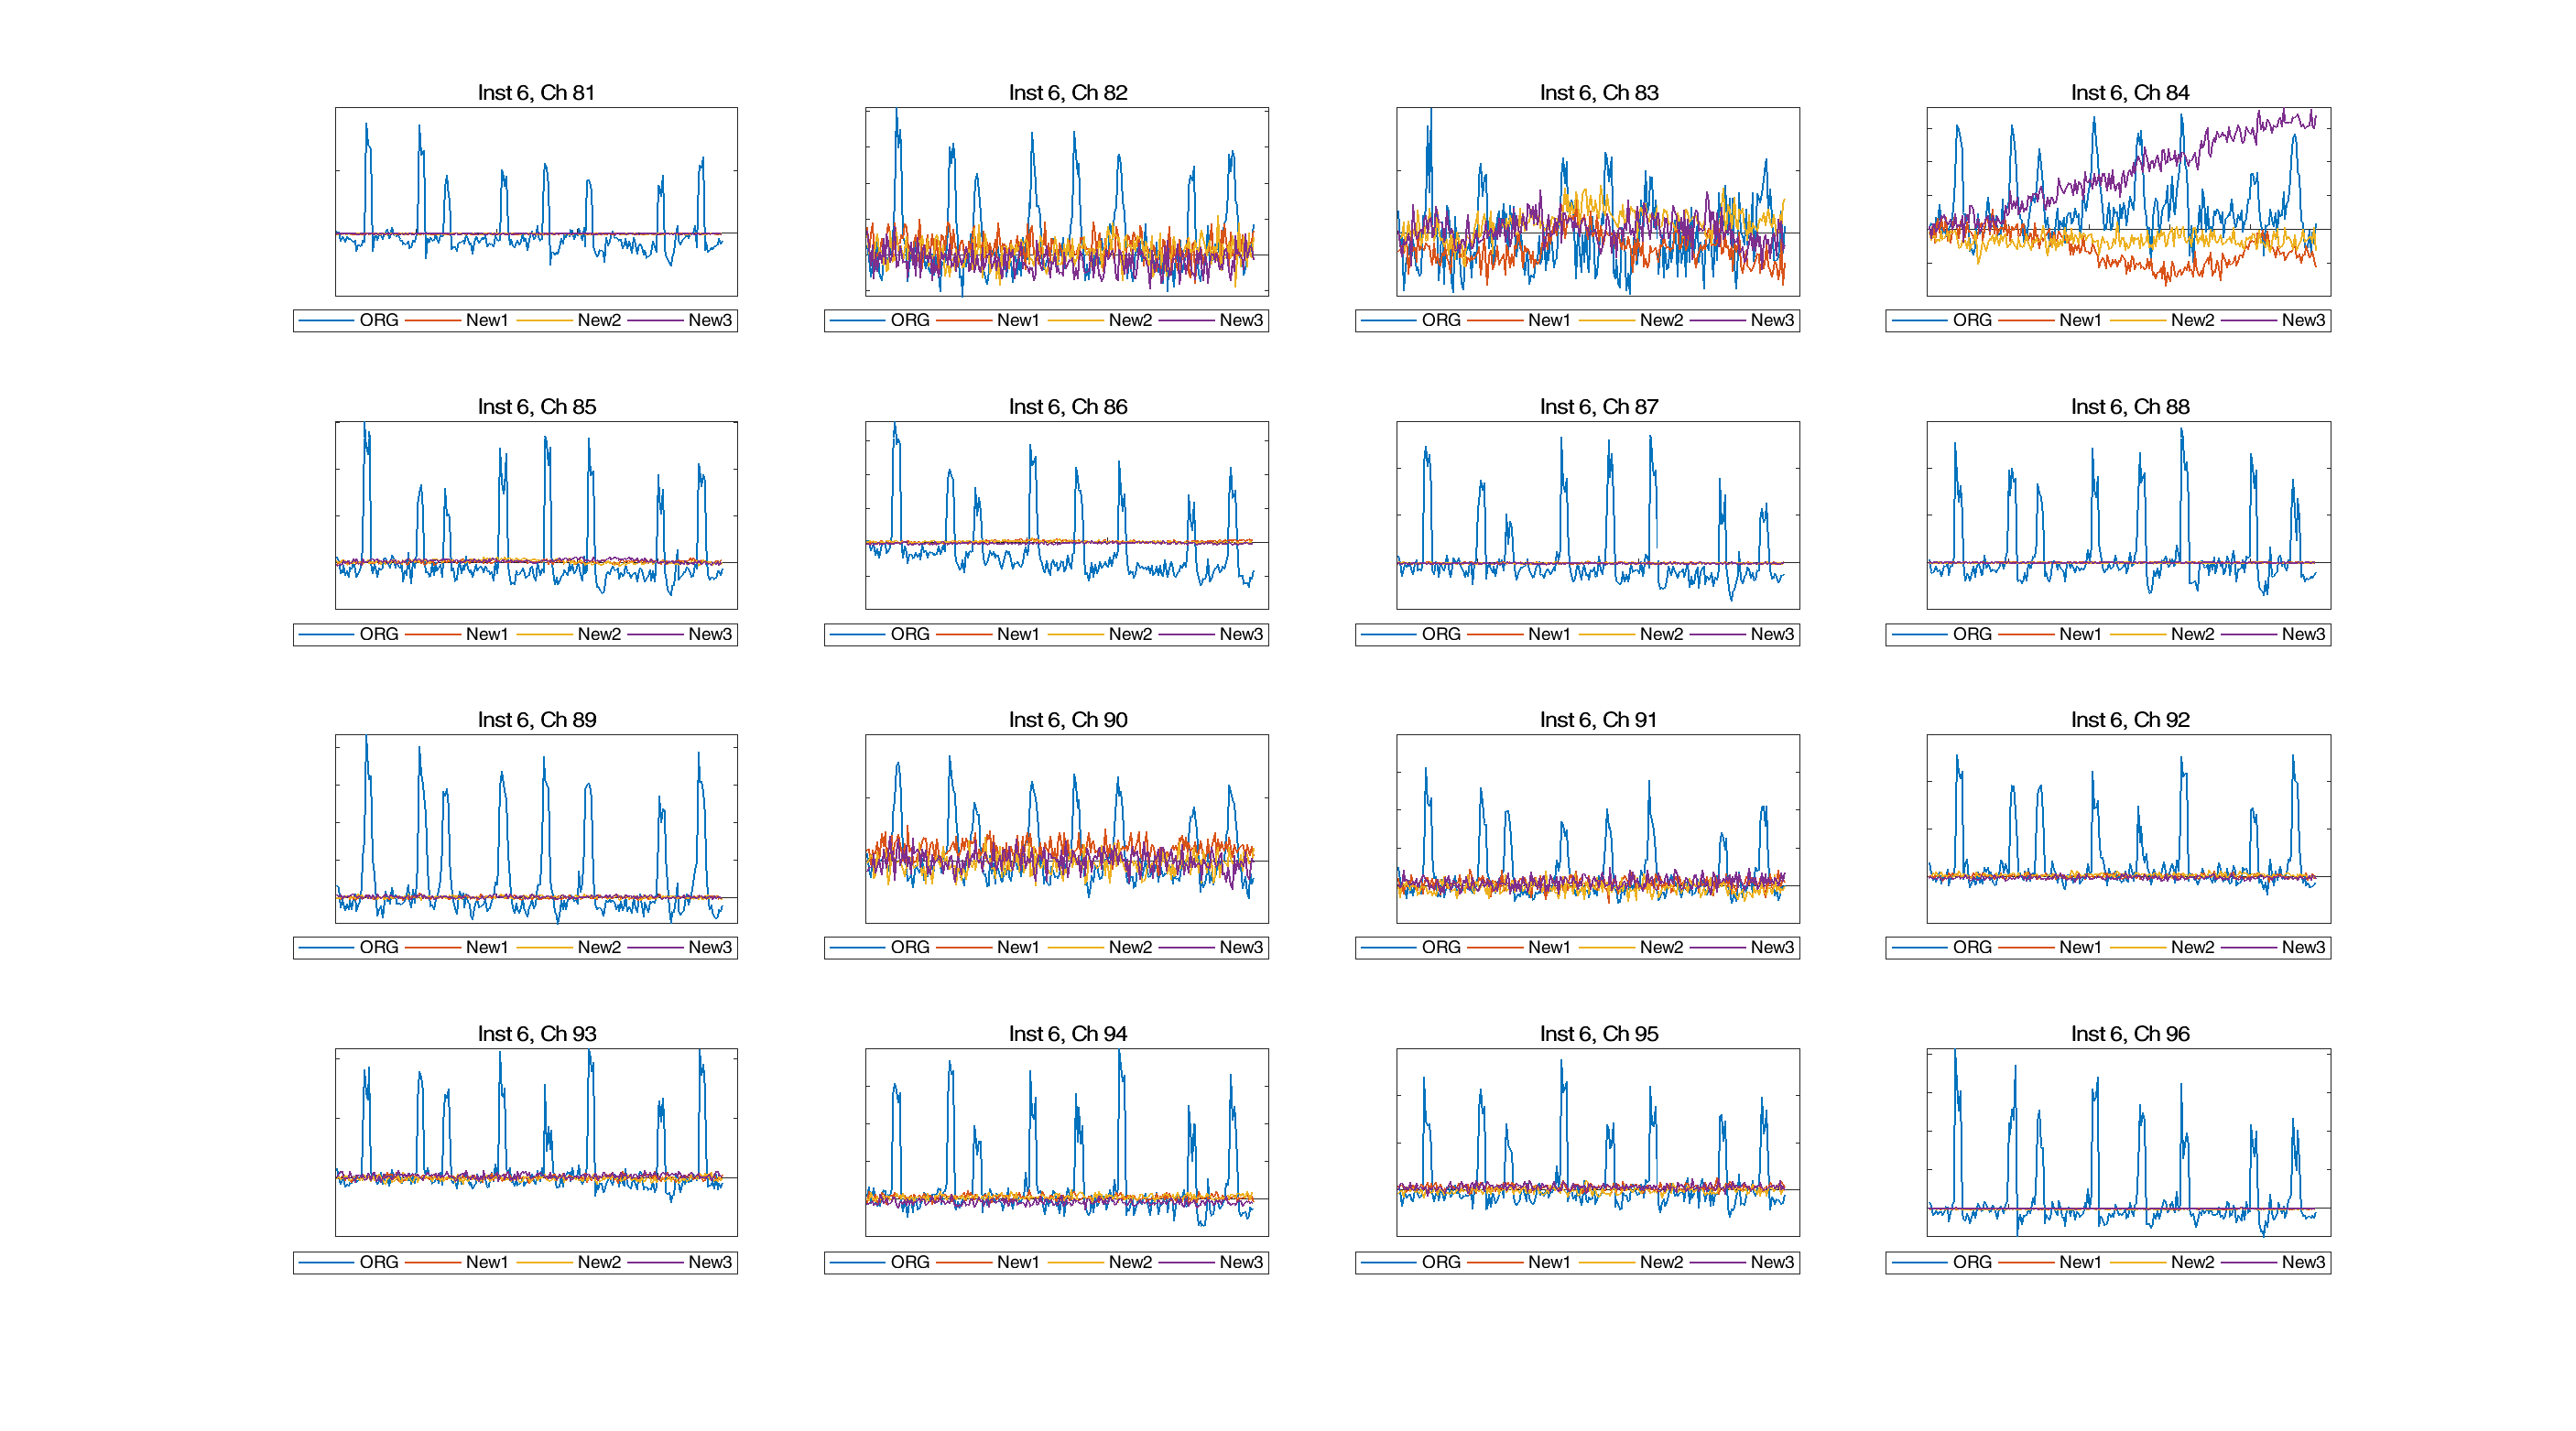 Inst 6, Ch 81
Inst 6, Ch 82
Inst 6, Ch 83
Inst 6, Ch 84
ORG New1 New2 New3
ORG New1 New2 New3
ORG New1 New2 New3
ORG New1 New2 New3
Inst 6, Ch 85
Inst 6, Ch 86
Inst 6, Ch 87
Inst 6, Ch 88
ORG New1 New2 New3
ORG New1 New2 New3
ORG New1 New2 New3
ORG New1 New2 New3
Inst 6, Ch 89
Inst 6, Ch 90
Inst 6, Ch 91
Inst 6, Ch 92
ORG New1 New2 New3
ORG New1 New2 New3
ORG New1 New2 New3
ORG New1 New2 New3
Inst 6, Ch 93
Inst 6, Ch 94
Inst 6, Ch 95
Inst 6, Ch 96
ORG New1 New2 New3
ORG New1 New2 New3
ORG New1 New2 New3
ORG New1 New2 New3